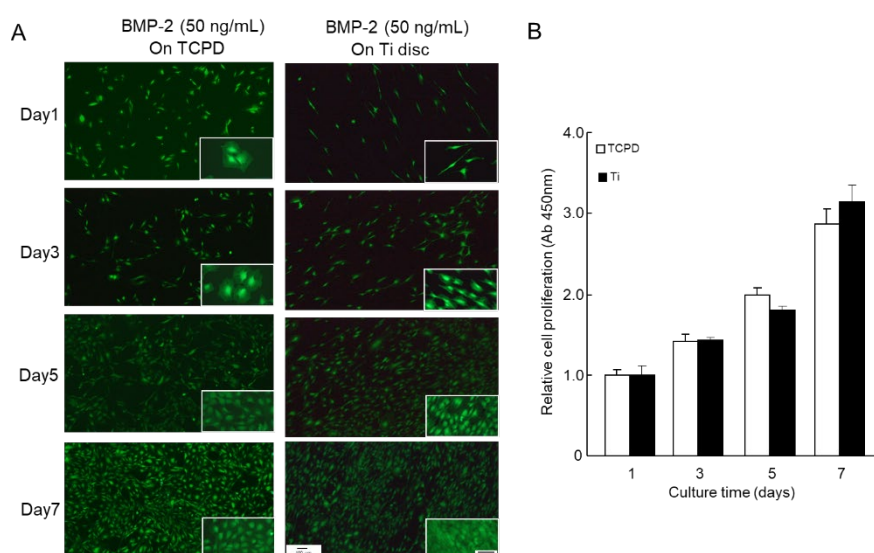 A
BMP-2 (50 ng/mL)
On TCPD
BMP-2 (50 ng/mL)
On Ti disc
Day1
Day3
Day5
Day7
B
Relative cell proliferation (Ab 450nm)
4.0
3.0
2.0
1.0
0
TCPD
Ti
1 3 5 7
Culture time (days)